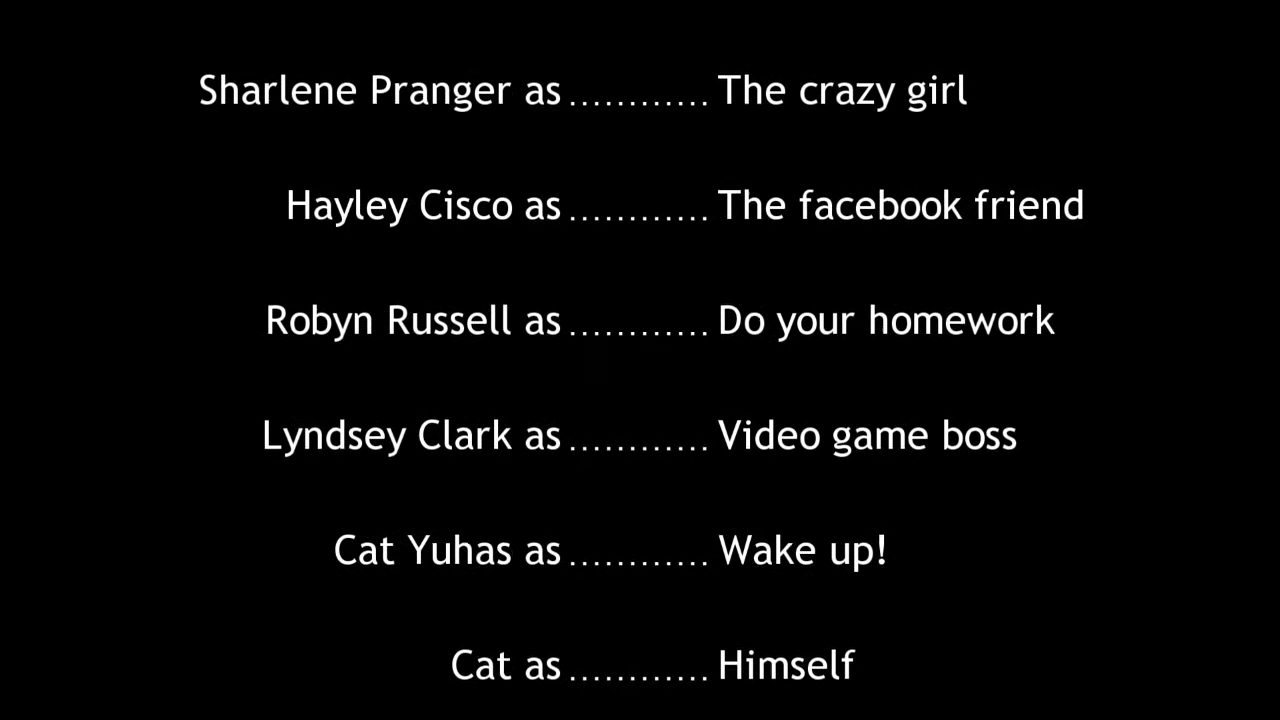 Sharlene Pranger as ............ The crazy girl
Hayley Cisco as ............ The facebook friend
Robyn Russell as ............ Do your homework
Lyndsey Clark as ............ Video game boss
Cat Yuhas as ............ Wake up!
Cat as ............ Himself